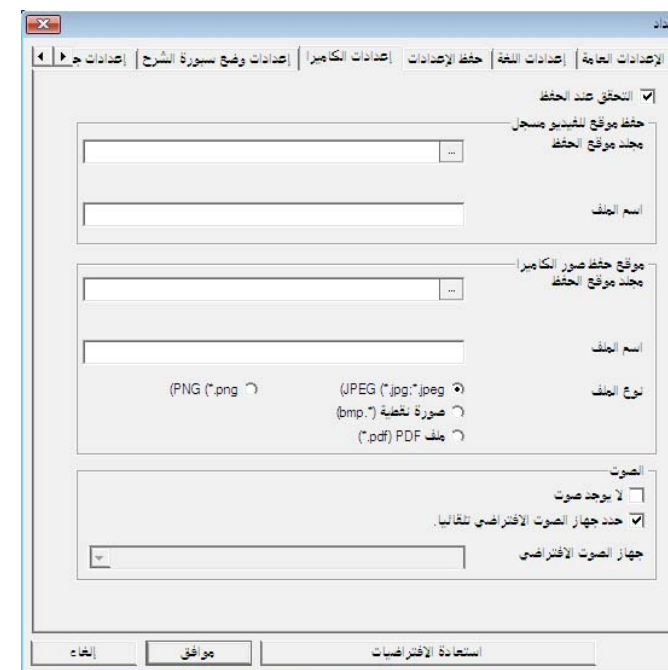 داد
الإعدادات العامة
إعدادات اللغة
حفظ الإعدادات
إعدادات الكاميرا
إعدادات وضع سبورة الشرح
إعدادات ج
التحقق عند الحفظ
حفظ موقع للفيديو مسجل
مجلد موقع الحفظ
...
اسم الملف
موقع حفظ صور الكاميرا
مجلد موقع الحفظ
...
اسم الملف
نوع الملف
(JPEG (*.jpg;*.jpeg
(PNG (*.png
صورة نقطية (*.bmp)
ملف PDF (*.pdf)
الصوت
لا يوجد صوت
حدد جهاز الصوت الافتراضي تلقائيا.
جهاز الصوت الافتراضي
استعادة الافتراضيات
موافق
إلغاء